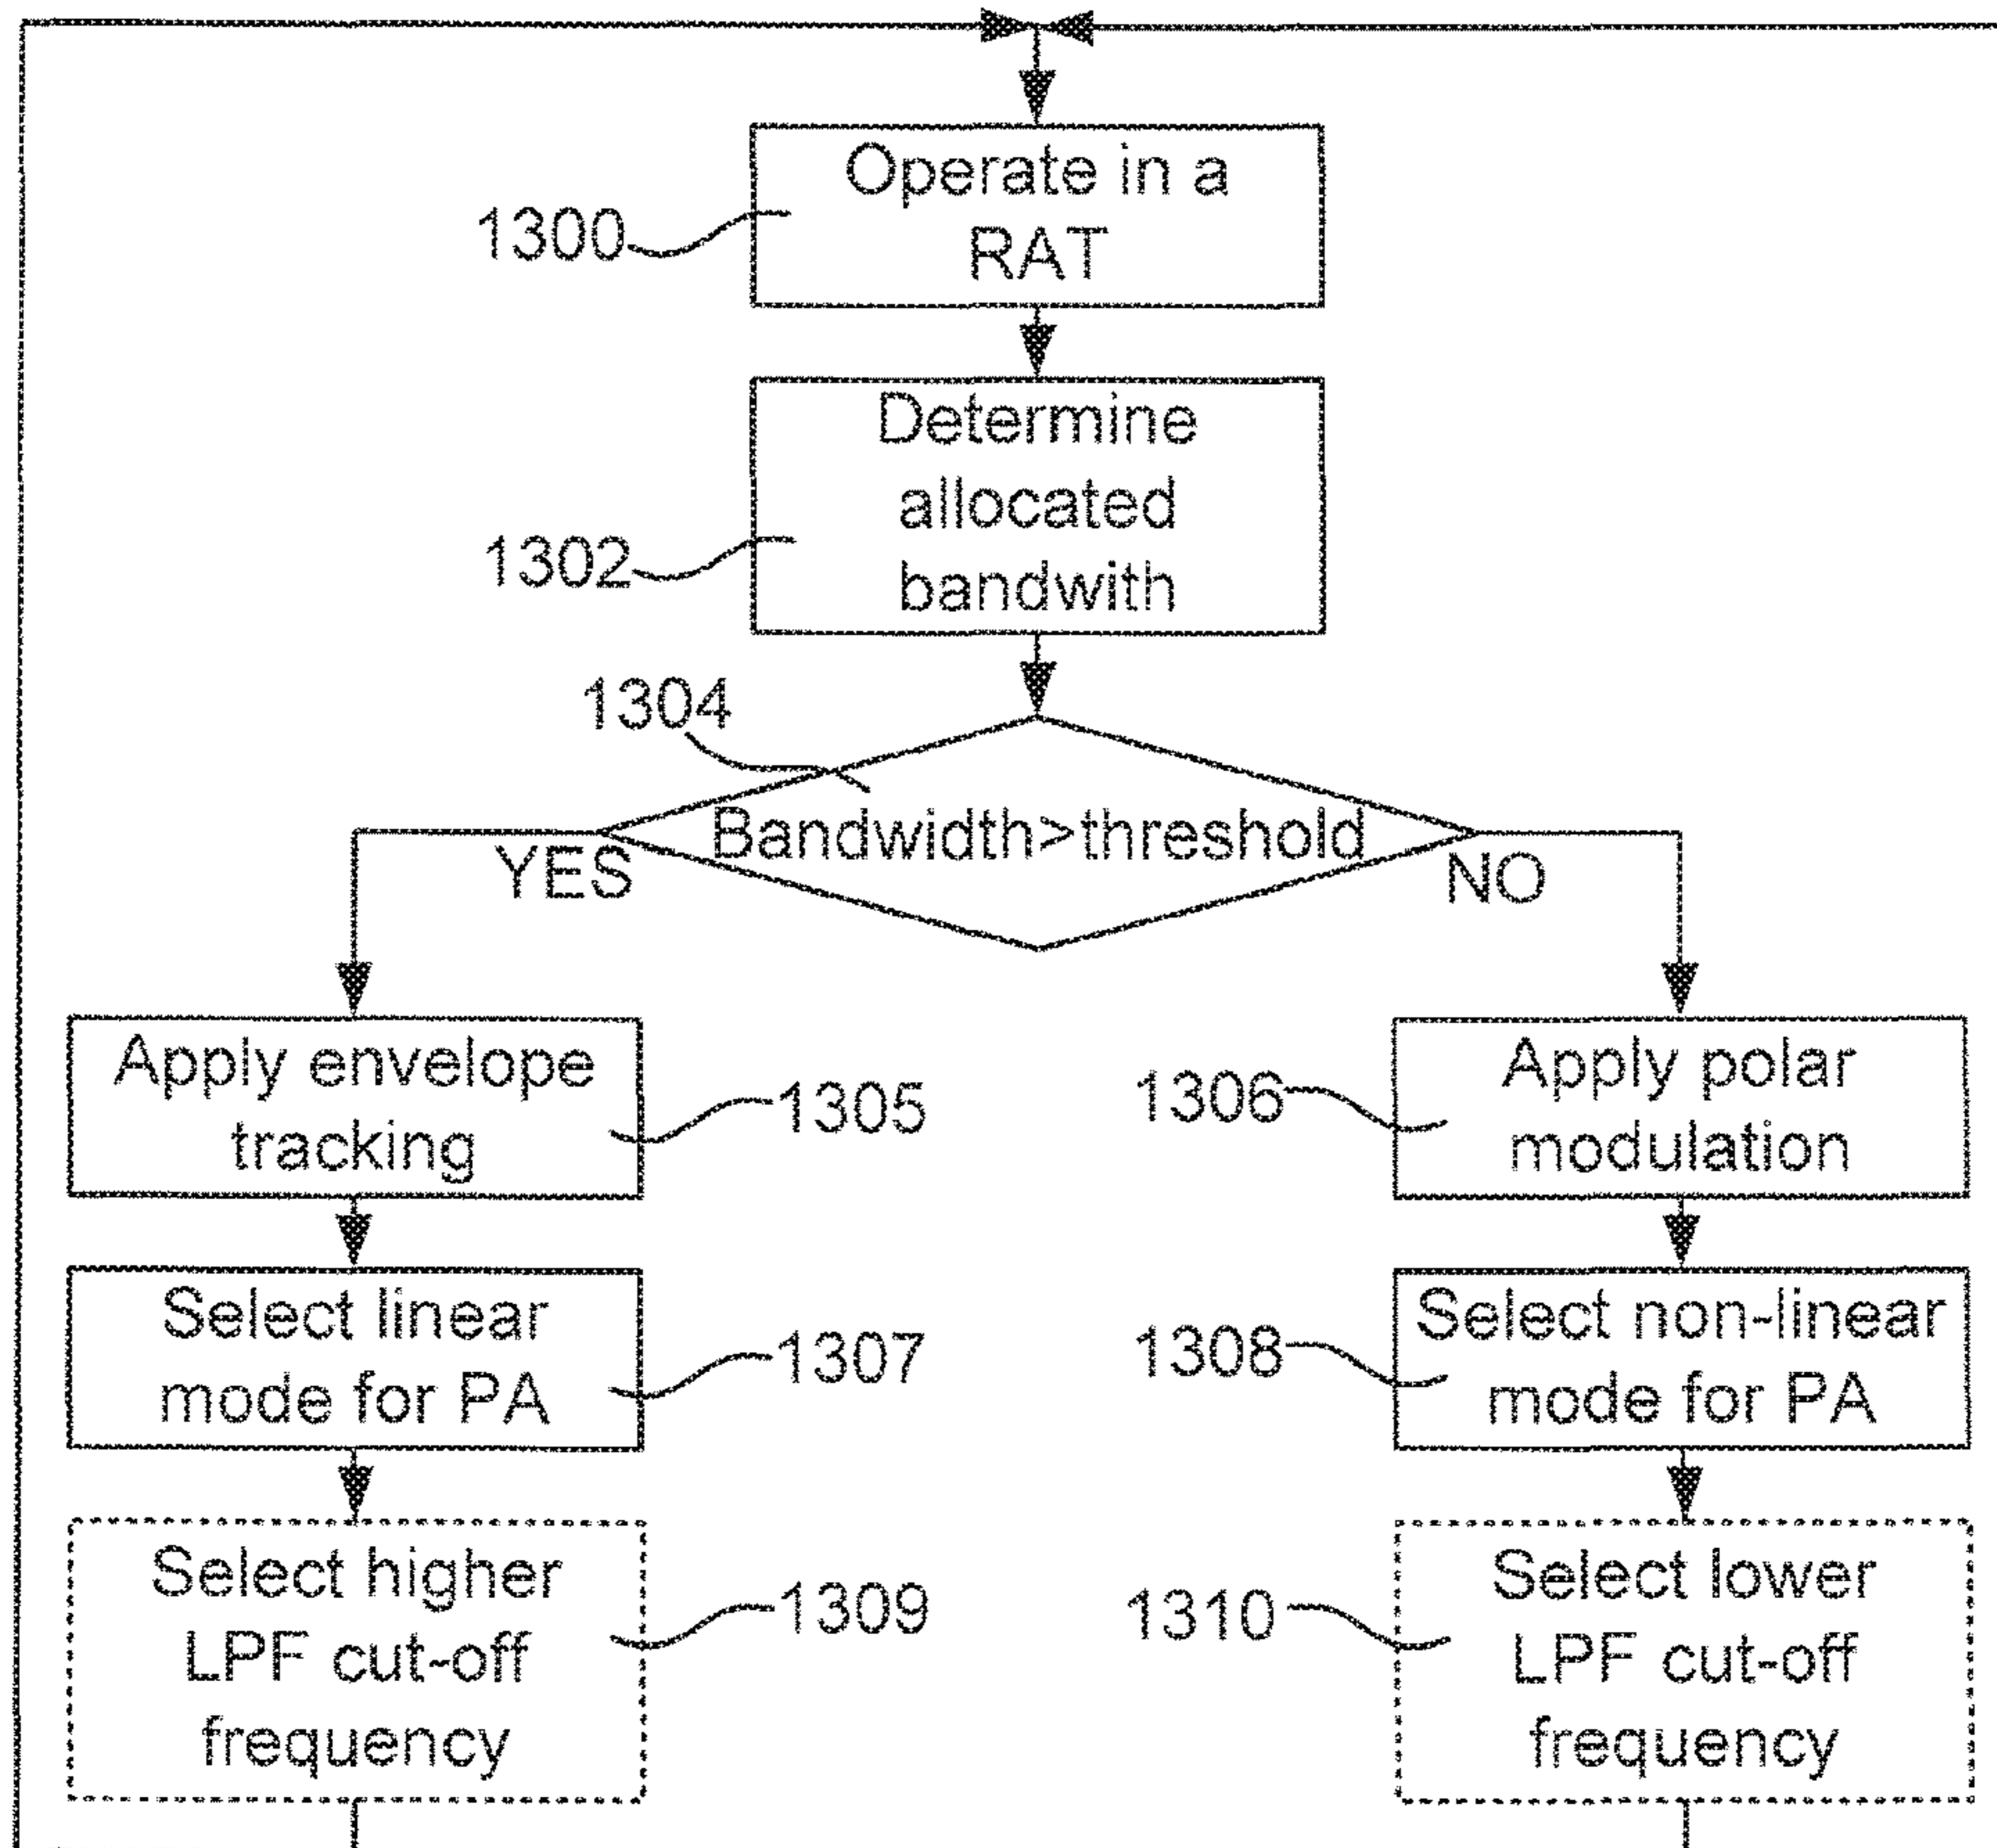 Operate in a
RAT
1300
Determine
allocated
bandwith
1302
1304
Bandwidth>threshold
YES
NO
Apply envelope
tracking
1305
1306
Apply polar
modulation
Select linear
mode for PA
1307
1308
Select non-linear
mode for PA
Select higher
LPF cut-off
frequency
1309
1310
Select lower
LPF cut-off
frequency